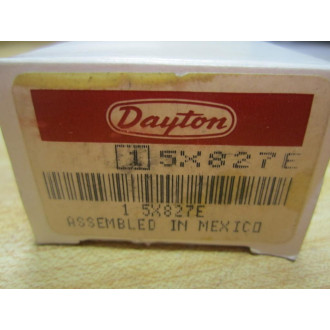 Dayton
1 5X827E
1 5X827E
ASSEMBLED IN MEXICO